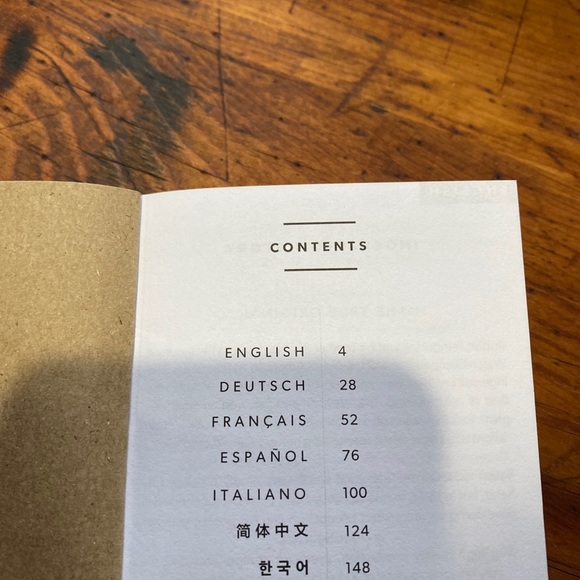 CONTENTS
ENGLISH 4
DEUTSCH 28
FRANÇAIS 52
ESPAÑOL 76
ITALIANO 100
简体中文 124
한국어 148